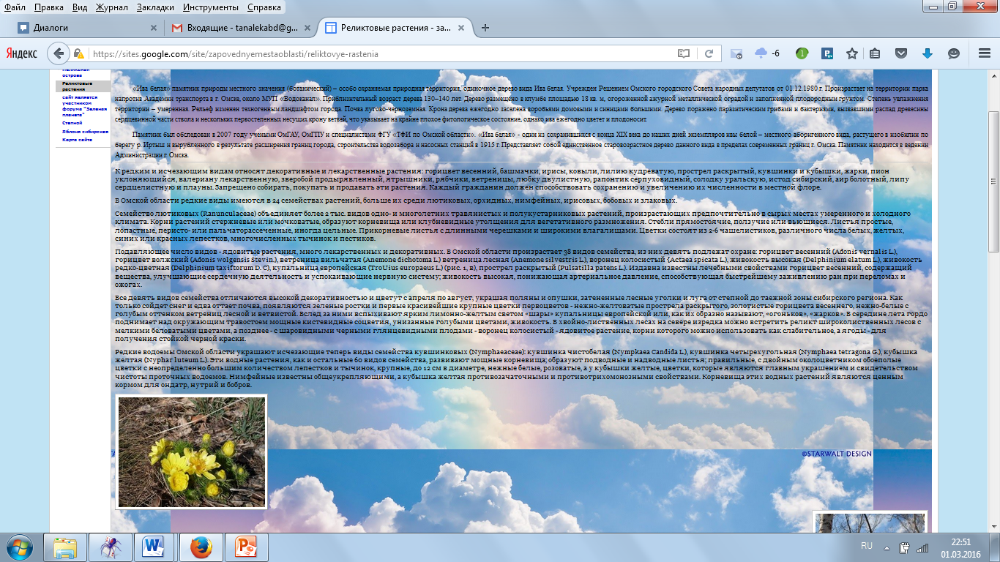 Файл Правка Вид Журнал Закладки Инструменты Справка
Диалоги
Входящие - tanalekabd@g...
Реликтовые растения - за...
Яндекс
https://sites.google.com/site/zapovednyemestaoblasti/reliktovye-rastenia
-6
1
острове
Реликтовые
растения
сайт является
участником
форума "Зеленая
планета"
Степной
Яблоня сибирская
Карта сайта
«Ива белая» памятник природы местного значения (ботанический) – особо охраняемая природная территория, одиночное дерево вида Ива белая. Учрежден Решением Омского городского Совета народных депутатов от 01.12.1980 г. Произрастает на территории парка
напротив Академии транспорта в г. Омске, около МУП «Водоканал». Приблизительный возраст дерева 130–140 лет. Дерево размещено в клумбе площадью 18 кв. м, огороженной ажурной металлической оградой и заполненной плодородным грунтом. Степень увлажнения
территории – умеренная. Рельеф изменен техногенным ландшафтом города. Почва лугово-черноземная. Крона дерева ежегодно заселена воробьями домовыми и синицами большими. Дерево поражено паразитическим грибами и бактериями, вызвавшими распад древесины
сердцевинной части ствола и нескольких первостепенных несущих крону ветвей, что указывает на крайне плохое фитологическое состояние, однако ива ежегодно цветет и плодоносит.
Памятник был обследован в 2007 году учеными ОмГАУ, ОмГПУ и специалистами ФГУ «ТФИ по Омской области». «Ива белая» - один из сохранившихся с конца XIX века до наших дней экземпляров ивы белой – местного аборигенного вида, растущего в изобилии по
берегу р. Иртыш и вырубленного в результате расширения границ города, строительства водозабора и насосных станций в 1915 г. Представляет собой единственное старовозрастное дерево данного вида в пределах современных границ г. Омска. Памятник находится в ведении
Администрации г. Омска.
К редким и исчезающим видам относят декоративные и лекарственные растения: горицвет весенний, башмачки, ирисы, ковыли, лилию кудреватую, прострел раскрытый, кувшинки и кубышки, жарки, пион
уклоняющийся, валериану лекарственную, зверобой продырявленный, ятрышники, рябчики, ветреницы, любку двулистную, рапонтик серпуховидный, солодку уральскую, истод сибирский, аир болотный, липу
сердцелистную и плауны. Запрещено собирать, покупать и продавать эти растения. Каждый гражданин должен способствовать сохранению и увеличению их численности в местной флоре.
В Омской области редкие виды имеются в 24 семействах растений, больше их среди лютиковых, орхидных, нимфейных, ирисовых, бобовых и злаковых.
Семейство лютиковых (Ranunculaceae) объединяет более 2 тыс. видов одно- и многолетних травянистых и полукустарниковых растений, произрастающих предпочтительно в сырых местах умеренного и холодного
климата. Корни растений стержневые или мочковатые, образуют корневища или клубневидные утолщения для вегетативного размножения. Стебли прямостоячие, ползучие или вьющиеся. Листья простые,
лопастные, перисто- или пальчаторассеченные, иногда цельные. Прикорневые листья с длинными черешками и широкими влагалищами. Цветки состоят из 2-6 чашелистиков, различного числа белых, желтых,
синих или красных лепестков, многочисленных тычинок и пестиков.
Подавляющее число видов - ядовитые растения, много лекарственных и декоративных. В Омской области произрастает 38 видов семейства, из них девять подлежат охране: горицвет весенний (Adonis vernalis L.),
горицвет волжский (Adonis wolgensis Stevin.), ветреница вильчатая (Anemone dichotoma L.) ветреница лесная (Anemone silvestris L.), воронец колосистый {Actaea spicata L.), живокость высокая (Delphinium elatum L.), живокость
редко-цветная (Delphinium taxiftorum D. C), купальница европейская (TroUius europaeus L.) (рис. 1, в), прострел раскрытый (Pulsatilla patens L.). Издавна известны лечебными свойствами горицвет весенний, содержащий
вещества, улучшающие сердечную деятельность и успокаивающие нервную систему; живокость высокая, понижающая артериальное давление, способствующая быстрейшему заживлению ран при переломах и
ожогах.
Все девять видов семейства отличаются высокой декоративностью и цветут с апреля по август, украшая поляны и опушки, затененные лесные уголки и луга от степной до таежной зоны сибирского региона. Как
только сойдет снег и едва оттает почва, появляются зеленые ростки и первые красивейшие крупные цветки первоцветов - нежно-желтоватые прострела раскрытого, золотистые горицвета весеннего, нежно-белые с
голубым оттенком ветрениц лесной и ветвистой. Вслед за ними вспыхивают ярким лимонно-желтым светом «шары» купальницы европейской или, как их образно называют, «огоньков», «жарков». В середине лета гордо
поднимает над окружающим травостоем мощные кистевидные соцветия, унизанные голубыми цветами, живокость. В хвойно-лиственных лесах на севере изредка можно встретить реликт широколиственных лесов с
мелкими беловатыми цветами, а позднее - с шаровидными черными глянцевидными плодами - воронец колосистый - ядовитое растение, корни которого можно использовать как слабительное, а ягоды - для
получения стойкой черной краски.
Редкие водоемы Омской области украшают исчезающие теперь виды семейства кувшинковых (Nymphaeaceae): кувшинка чистобелая (Nympkaea Candida L.), кувшинка четырехугольная (Nymphaea tetragona G.), кубышка
желтая (Nyphar luteum L.). Эти водные растения, как и остальные 60 видов семейства, развивают мощные корневища; образуют подводные и надводные листья; правильные, с двойным околоцветником обоеполые
цветки с неопределенно большим количеством лепестков и тычинок, крупные, до 12 см в диаметре, нежные белые, розоватые, а у кубышки желтые, цветки, которые являются главным украшением и свидетельством
чистоты проточных водоемов. Нимфейные известны общеукрепляющими, а кубышка желтая противозачаточными и противотрихомонозными свойствами. Корневища этих водных растений являются ценным
кормом для ондатр, нутрий и бобров.
©STARWALT DESIGN
RU
22:51
01.03.2016